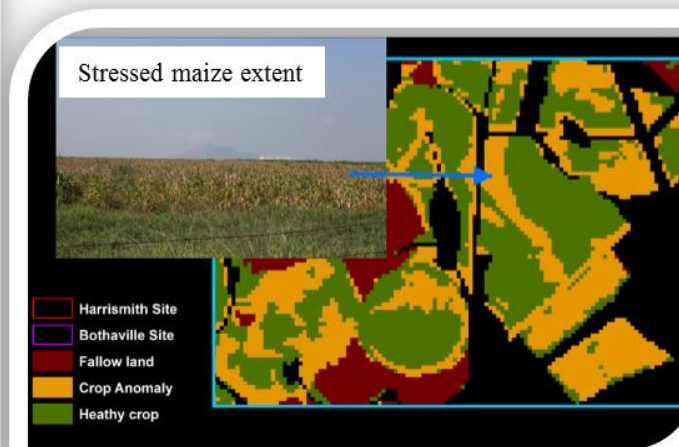 Stressed maize extent
Harrismith Site
Bothaville Site
Fallow land
Crop Anomaly
Heathy crop